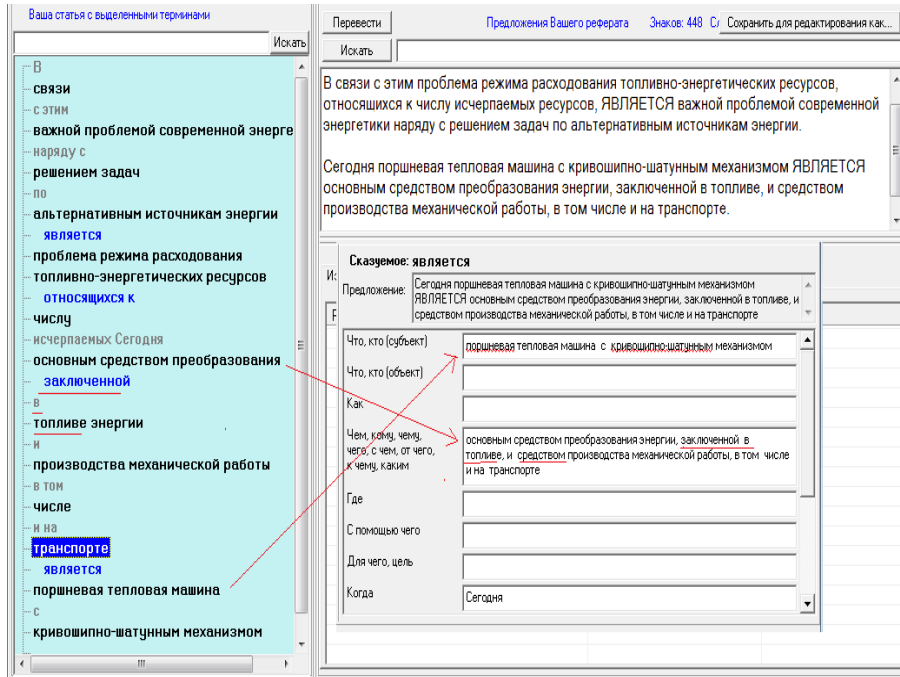 Ваша статья с выделенными терминами
Искать
В
связи
с этим
важной проблемой современной энерге
наряду с
решением задач
по
альтернативным источникам энергии
является
проблема режима расходования
топливно-энергетических ресурсов
относящихся к
числу
исчерпаемых Сегодня
основным средством преобразования
заключенной
в
топливе энергии
и
производства механической работы
в том
числе
и на
транспорте
является
поршневая тепловая машина
с
кривошипно-шатунным механизмом
Перевести
Предложения Вашего реферата
Знаков: 448 Сл
Сохранить для редактирования как...
Искать
В связи с этим проблема режима расходования топливно-энергетических ресурсов,
относяшихся к числу исчерпаемых ресурсов, ЯВЛЯЕТСЯ важной проблемой современной
энергетики наряду с решением задач по альтернативным источникам энергии.
Сегодня поршневая тепловая машина с кривошипно-шатунным механизмом ЯВЛЯЕТСЯ
основным средством преобразования энергии, заключенной в топливе, и средством
производства механической работы, в том числе и на транспорте.
Сказуемое: является
Предложение:
Сегодня поршневая тепловая машина с кривошипно-шатунным механизмом
ЯВЛЯЕТСЯ основным средством преобразования энергии, заключенной в топливе, и
средством производства механической работы, в том числе и на транспорте
Что, кто (субъект)
поршневая тепловая машина с кривошипно-шатунным механизмом
Что, кто (объект)
Как
Чем, кому, чему,
чего, с чем, от чего,
к чему, каким
основным средством преобразования энергии, заключенной в
топливе, и средством производства механической работы, в том числе
и на транспорте
Где
С помощью чего
Для чего, цель
Когда
Сегодня